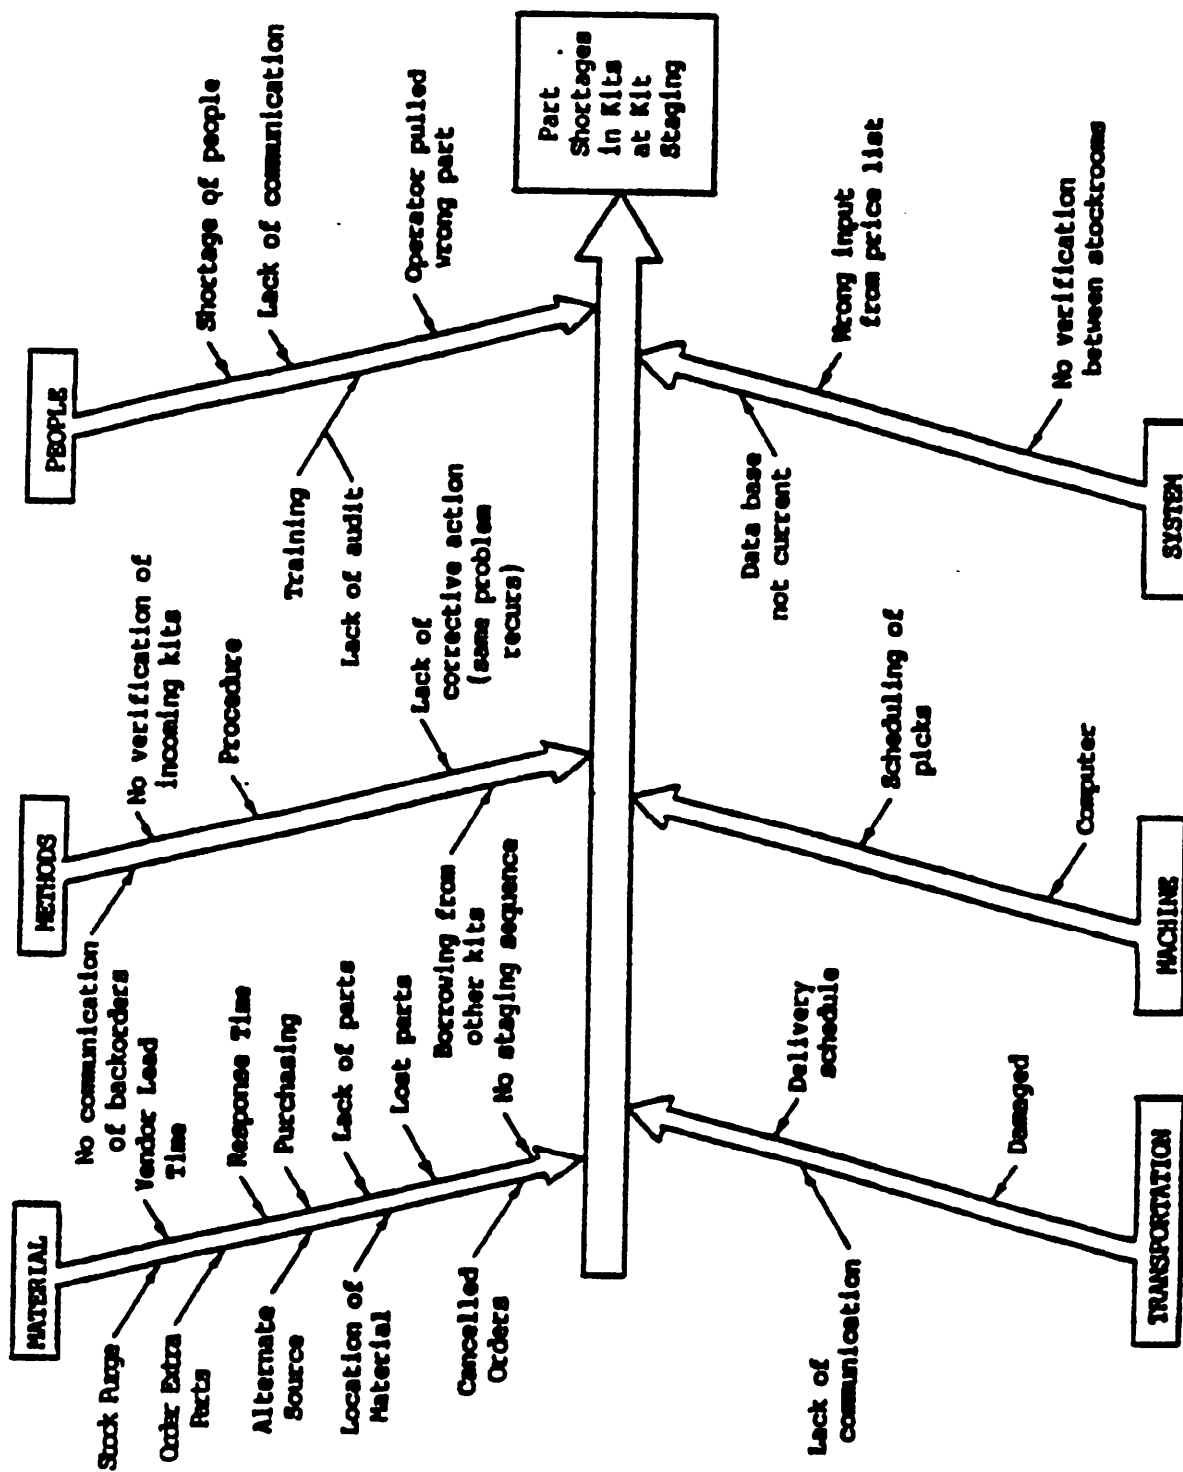 MATERIAL
Stock Purge
Order Extra
Parts
Alternate
Source
Location of
Material
Cancelled
Orders
Vendor Lead
Time
Response Time
Purchasing
Lack of parts
Lost parts
No staging sequence
METHODS
No communication
of backorders
Borrowing from
other kits
No verification of
incoming kits
Procedure
Lack of
corrective action
(same problem
recurs)
PEOPLE
Training
Lack of audit
Shortage of people
Lack of communication
Operator pulled
wrong part
Part
Shortages
in Kits
at Kit
Staging
Lack of
communication
Delivery
schedule
Damaged
TRANSPORTATION
Scheduling of
picks
Computer
MACHINE
Data base
not current
Wrong input
from price list
No verification
between stockrooms
SYSTEM